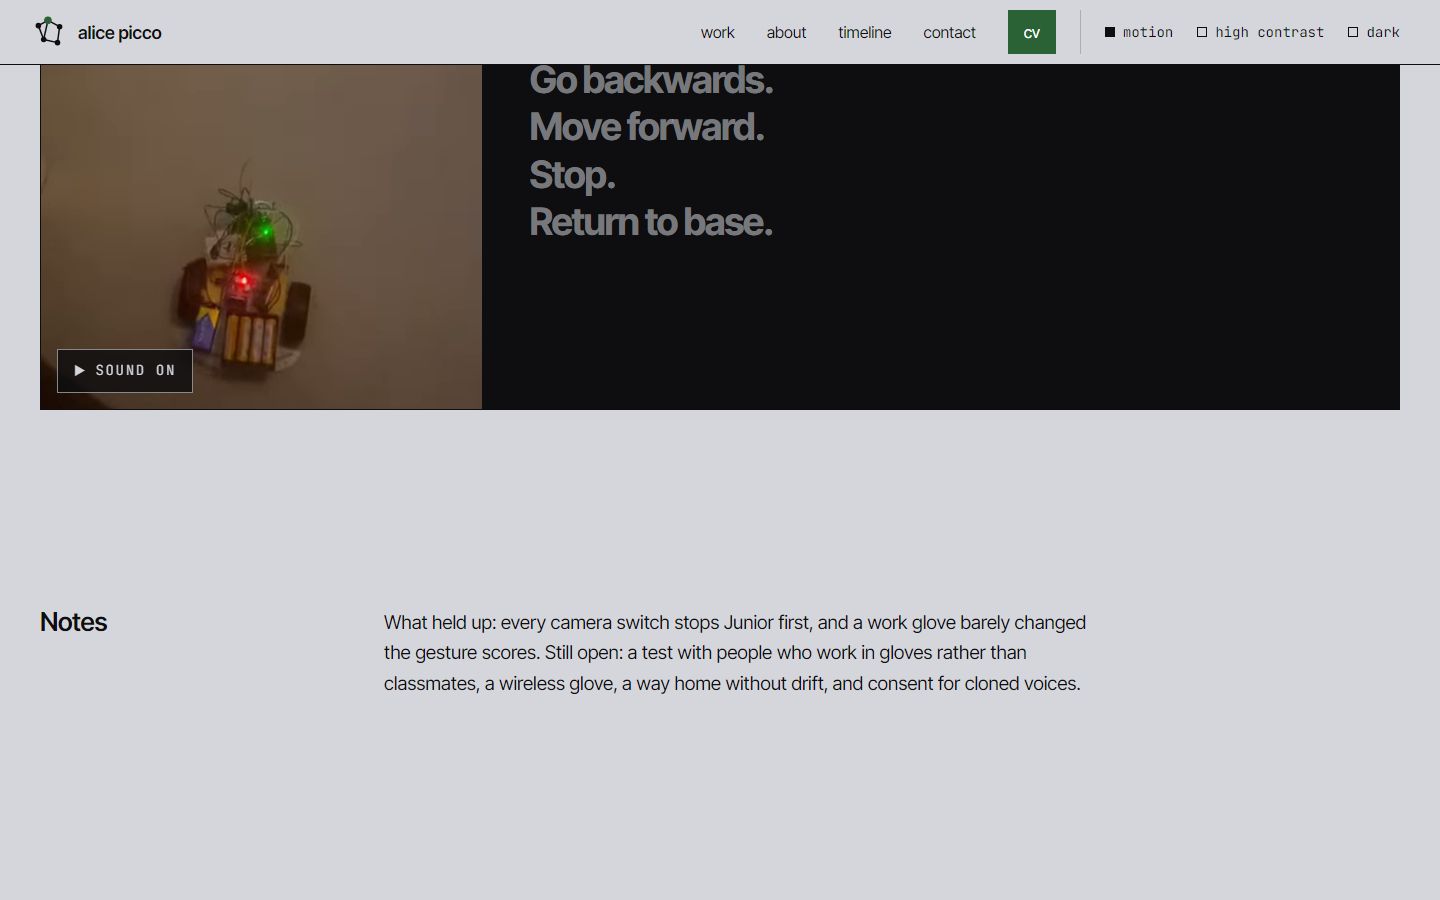 alice picco
work
about
timeline
contact
cv
motion
high contrast
dark
Go backwards.
Move forward.
Stop.
Return to base.
▶ SOUND ON
Notes
What held up: every camera switch stops Junior first, and a work glove barely changed
the gesture scores. Still open: a test with people who work in gloves rather than
classmates, a wireless glove, a way home without drift, and consent for cloned voices.